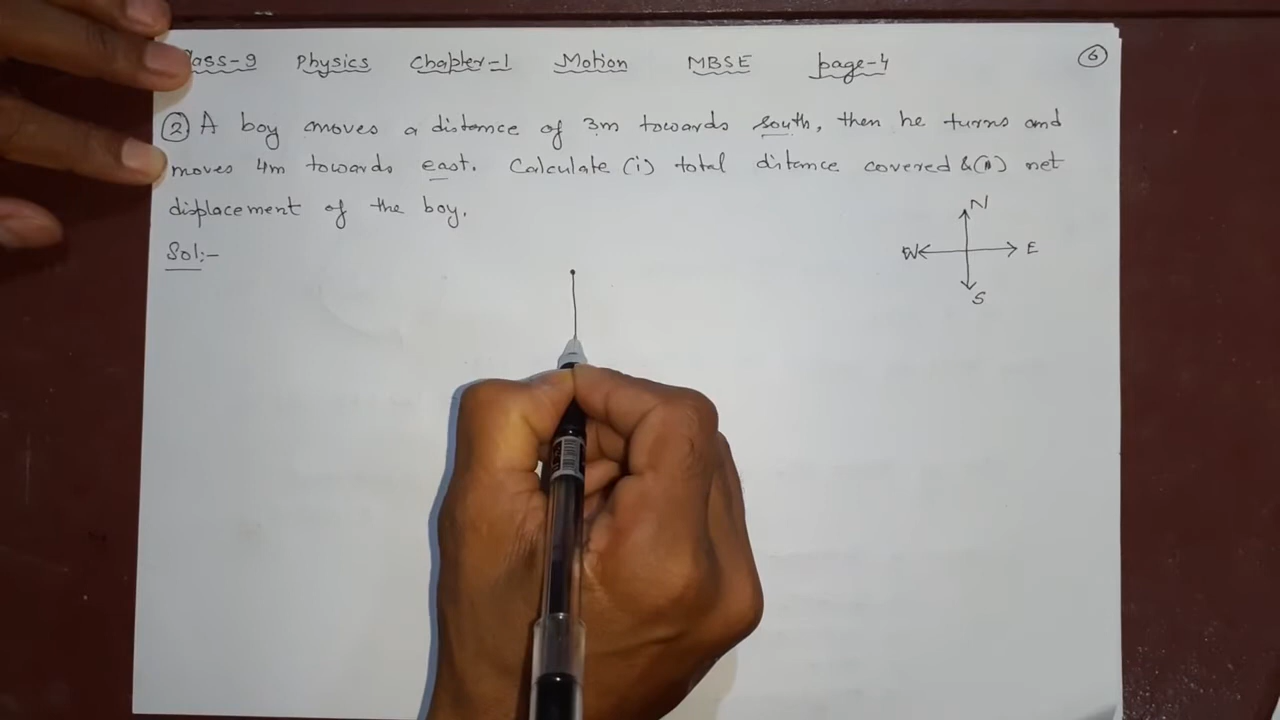 ass-9 Physics Chapter-1 Motion MBSE page-4 6
2 A boy moves a distance of 3m towards south, then he turns and
moves 4m towards east. Calculate (i) total distance covered & (ii) net
displacement of the boy.
Sol:-
N
W E
S